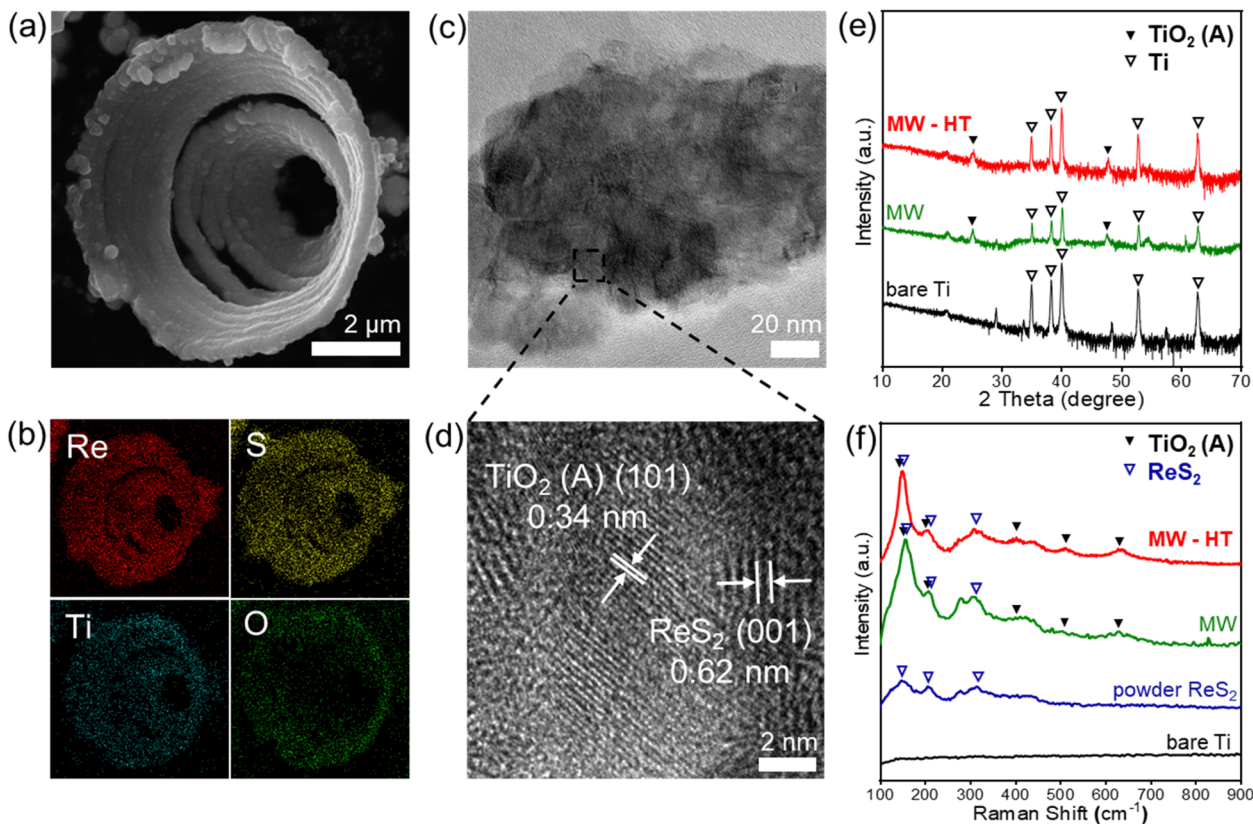 (a)
2 μm
(b)
Re
S
Ti
O
(c)
20 nm
(d)
TiO₂ (A) (101)
0.34 nm
ReS₂ (001)
0.62 nm
2 nm
(e)
TiO₂ (A)
Ti
MW - HT
MW
bare Ti
Intensity (a.u.)
10 20 30 40 50 60 70
2 Theta (degree)
(f)
TiO₂ (A)
ReS₂
MW - HT
MW
powder ReS₂
bare Ti
Intensity (a.u.)
100 200 300 400 500 600 700 800 900
Raman Shift (cm⁻¹)